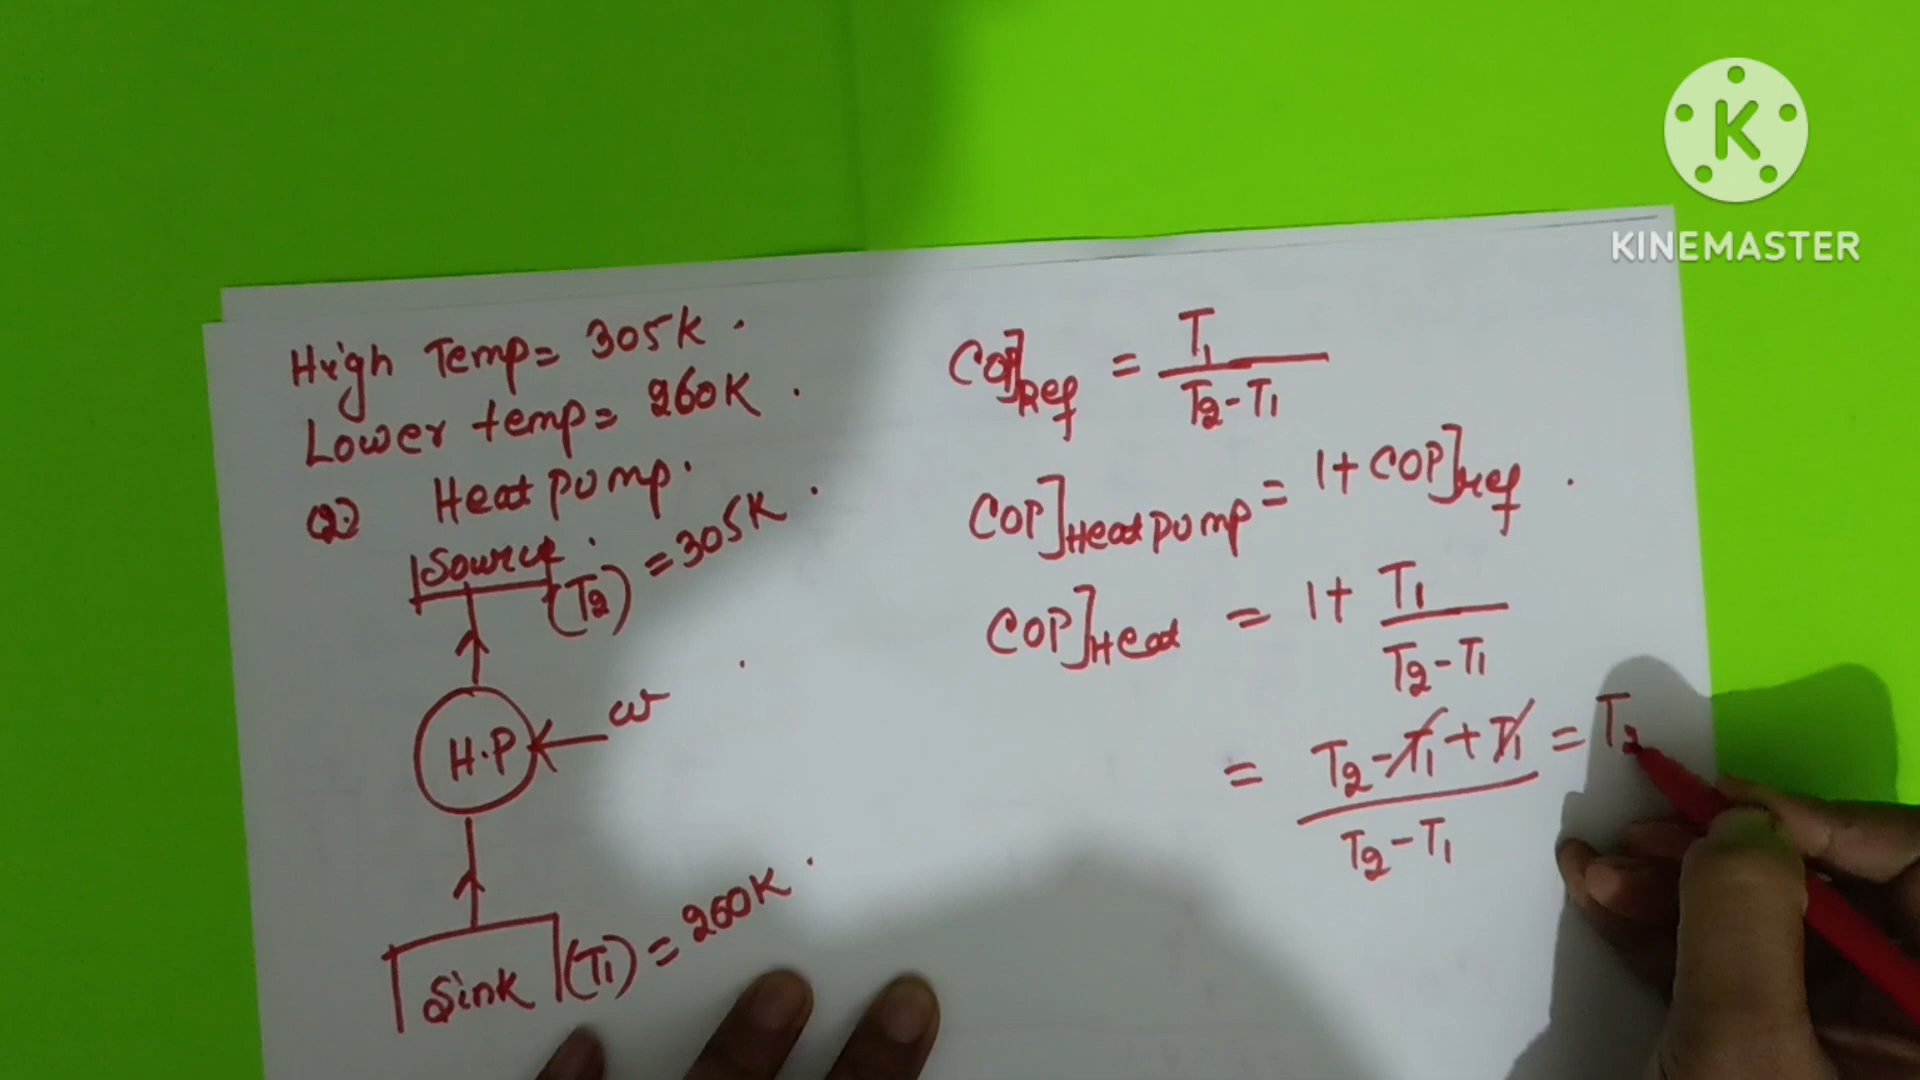 High Temp = 305K.
Lower temp = 260K.
Q) Heat pump.
Source.
(T2) = 305K.
H.P
w
Sink (T1) = 260K.
COP]Ref = T1 / T2 - T1
COP]Heat pump = 1 + COP]Ref.
COP]Heat = 1 + T1 / T2 - T1
= T2 - T1 + T1 / T2 - T1 = T2
K
KINEMASTER